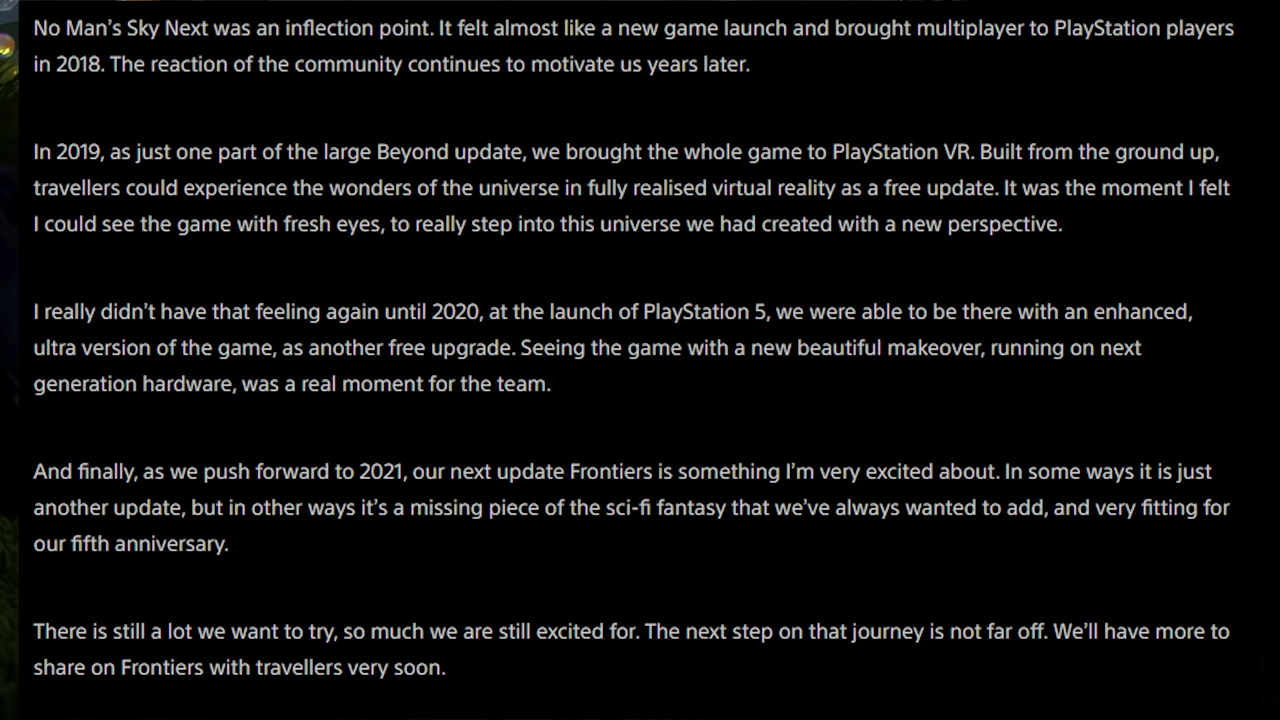 No Man’s Sky Next was an inflection point. It felt almost like a new game launch and brought multiplayer to PlayStation players
in 2018. The reaction of the community continues to motivate us years later.
In 2019, as just one part of the large Beyond update, we brought the whole game to PlayStation VR. Built from the ground up,
travellers could experience the wonders of the universe in fully realised virtual reality as a free update. It was the moment I felt
I could see the game with fresh eyes, to really step into this universe we had created with a new perspective.
I really didn’t have that feeling again until 2020, at the launch of PlayStation 5, we were able to be there with an enhanced,
ultra version of the game, as another free upgrade. Seeing the game with a new beautiful makeover, running on next
generation hardware, was a real moment for the team.
And finally, as we push forward to 2021, our next update Frontiers is something I’m very excited about. In some ways it is just
another update, but in other ways it’s a missing piece of the sci-fi fantasy that we’ve always wanted to add, and very fitting for
our fifth anniversary.
There is still a lot we want to try, so much we are still excited for. The next step on that journey is not far off. We’ll have more to
share on Frontiers with travellers very soon.